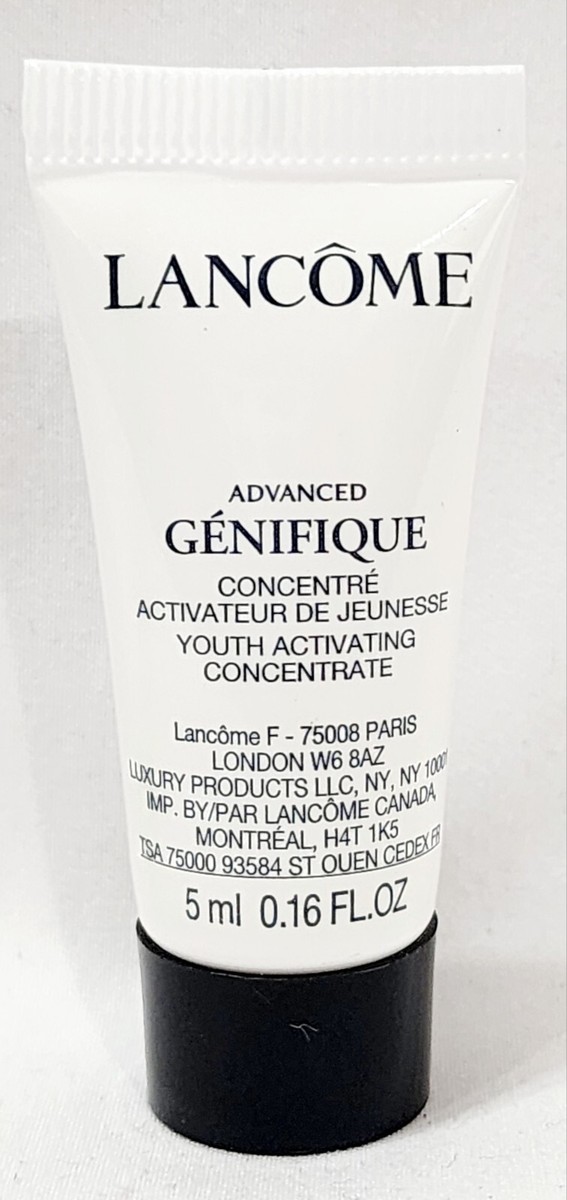 LANCÔME
ADVANCED
GÉNIFIQUE
CONCENTRÉ
ACTIVATEUR DE JEUNESSE
YOUTH ACTIVATING
CONCENTRATE
Lancôme F - 75008 PARIS
LONDON W6 8AZ
LUXURY PRODUCTS LLC, NY, NY 10001
IMP. BY/PAR LANCÔME CANADA,
MONTRÉAL, H4T 1K5
TSA 75000 93584 ST OUEN CEDEX FR
5 ml 0.16 FL.OZ